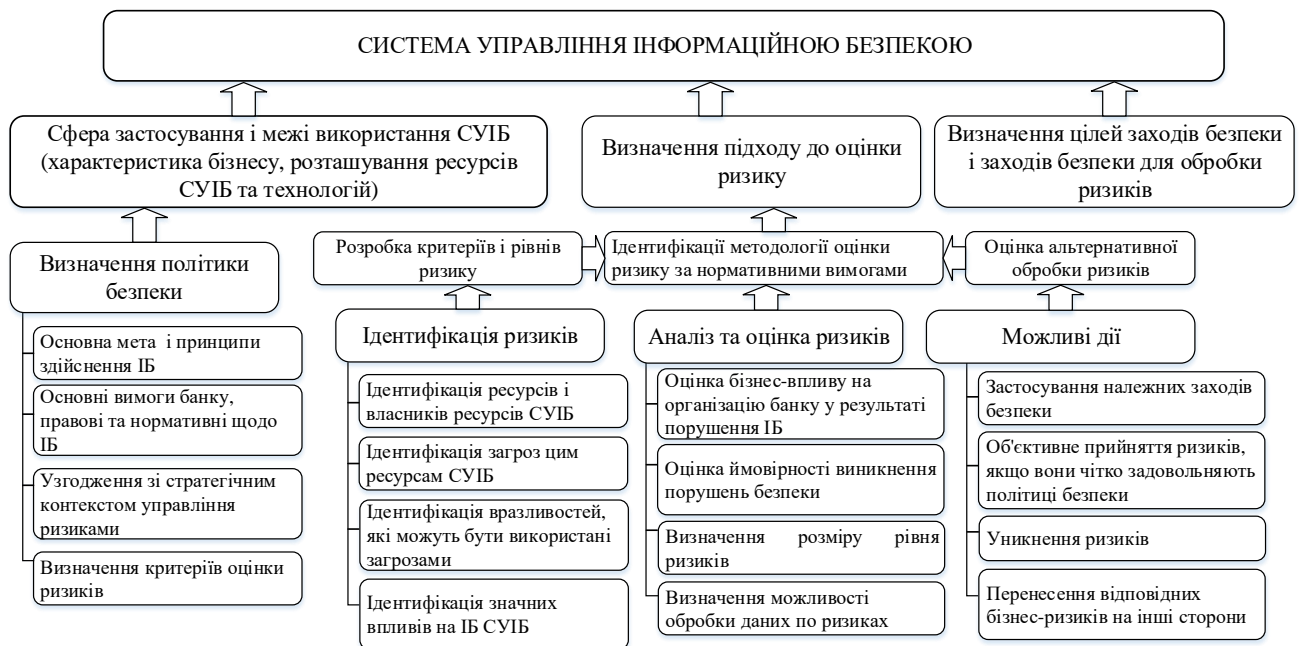 СИСТЕМА УПРАВЛІННЯ ІНФОРМАЦІЙНОЮ БЕЗПЕКОЮ
Сфера застосування і межі використання СУІБ
(характеристика бізнесу, розташування ресурсів
СУІБ та технологій)
Визначення підходу до оцінки
ризику
Визначення цілей заходів безпеки
і заходів безпеки для обробки
ризиків
Визначення політики
безпеки
Розробка критеріїв і рівнів
ризику
Ідентифікації методології оцінки
ризику за нормативними вимогами
Оцінка альтернативної
обробки ризиків
Основна мета і принципи
здійснення ІБ
Основні вимоги банку,
правові та нормативні щодо
ІБ
Узгодження зі стратегічним
контекстом управління
ризиками
Визначення критеріїв оцінки
ризиків
Ідентифікація ризиків
Ідентифікація ресурсів і
власників ресурсів СУІБ
Ідентифікація загроз цим
ресурсам СУІБ
Ідентифікація вразливостей,
які можуть бути використані
загрозами
Ідентифікація значних
впливів на ІБ СУІБ
Аналіз та оцінка ризиків
Оцінка бізнес-впливу на
організацію банку у результаті
порушення ІБ
Оцінка ймовірності виникнення
порушень безпеки
Визначення розміру рівня
ризиків
Визначення можливості
обробки даних по ризиках
Можливі дії
Застосування належних заходів
безпеки
Об'єктивне прийняття ризиків,
якщо вони чітко задовольняють
політиці безпеки
Уникнення ризиків
Перенесення відповідних
бізнес-ризиків на інші сторони